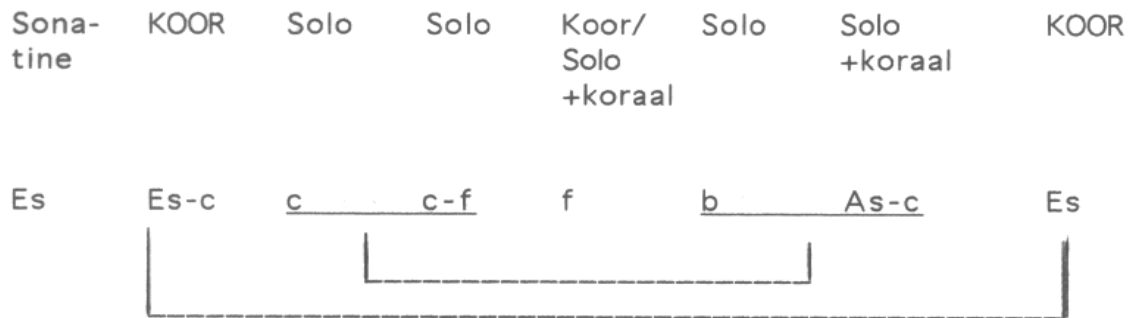 Sona- KOOR Solo Solo Koor/ Solo Solo KOOR
tine Solo +koraal
+koraal
Es Es-c c c-f f b As-c Es